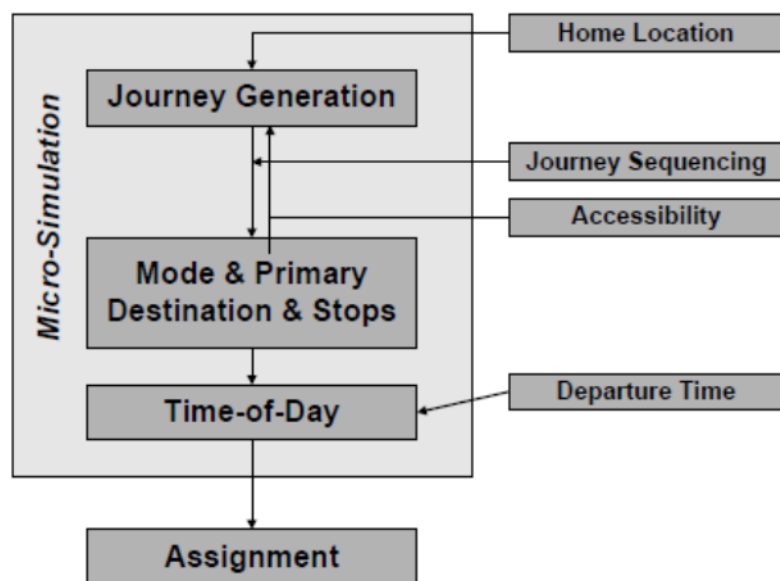 Home Location
Journey Generation
Journey Sequencing
Accessibility
Micro-Simulation
Mode & Primary
Destination & Stops
Departure Time
Time-of-Day
Assignment